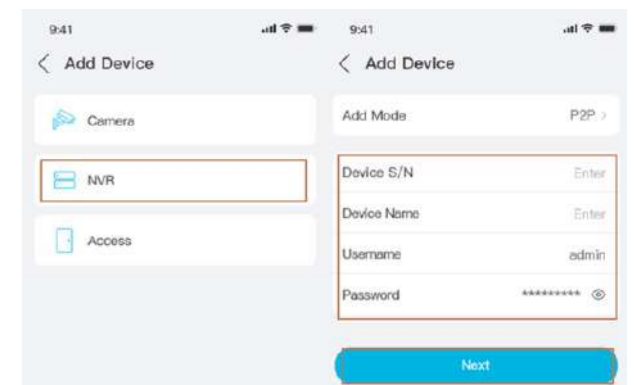 9:41
Add Device
Camera
NVR
Access
9:41
Add Device
Add Mode P2P >
Device S/N Enter
Device Name Enter
Username admin
Password *********
Next